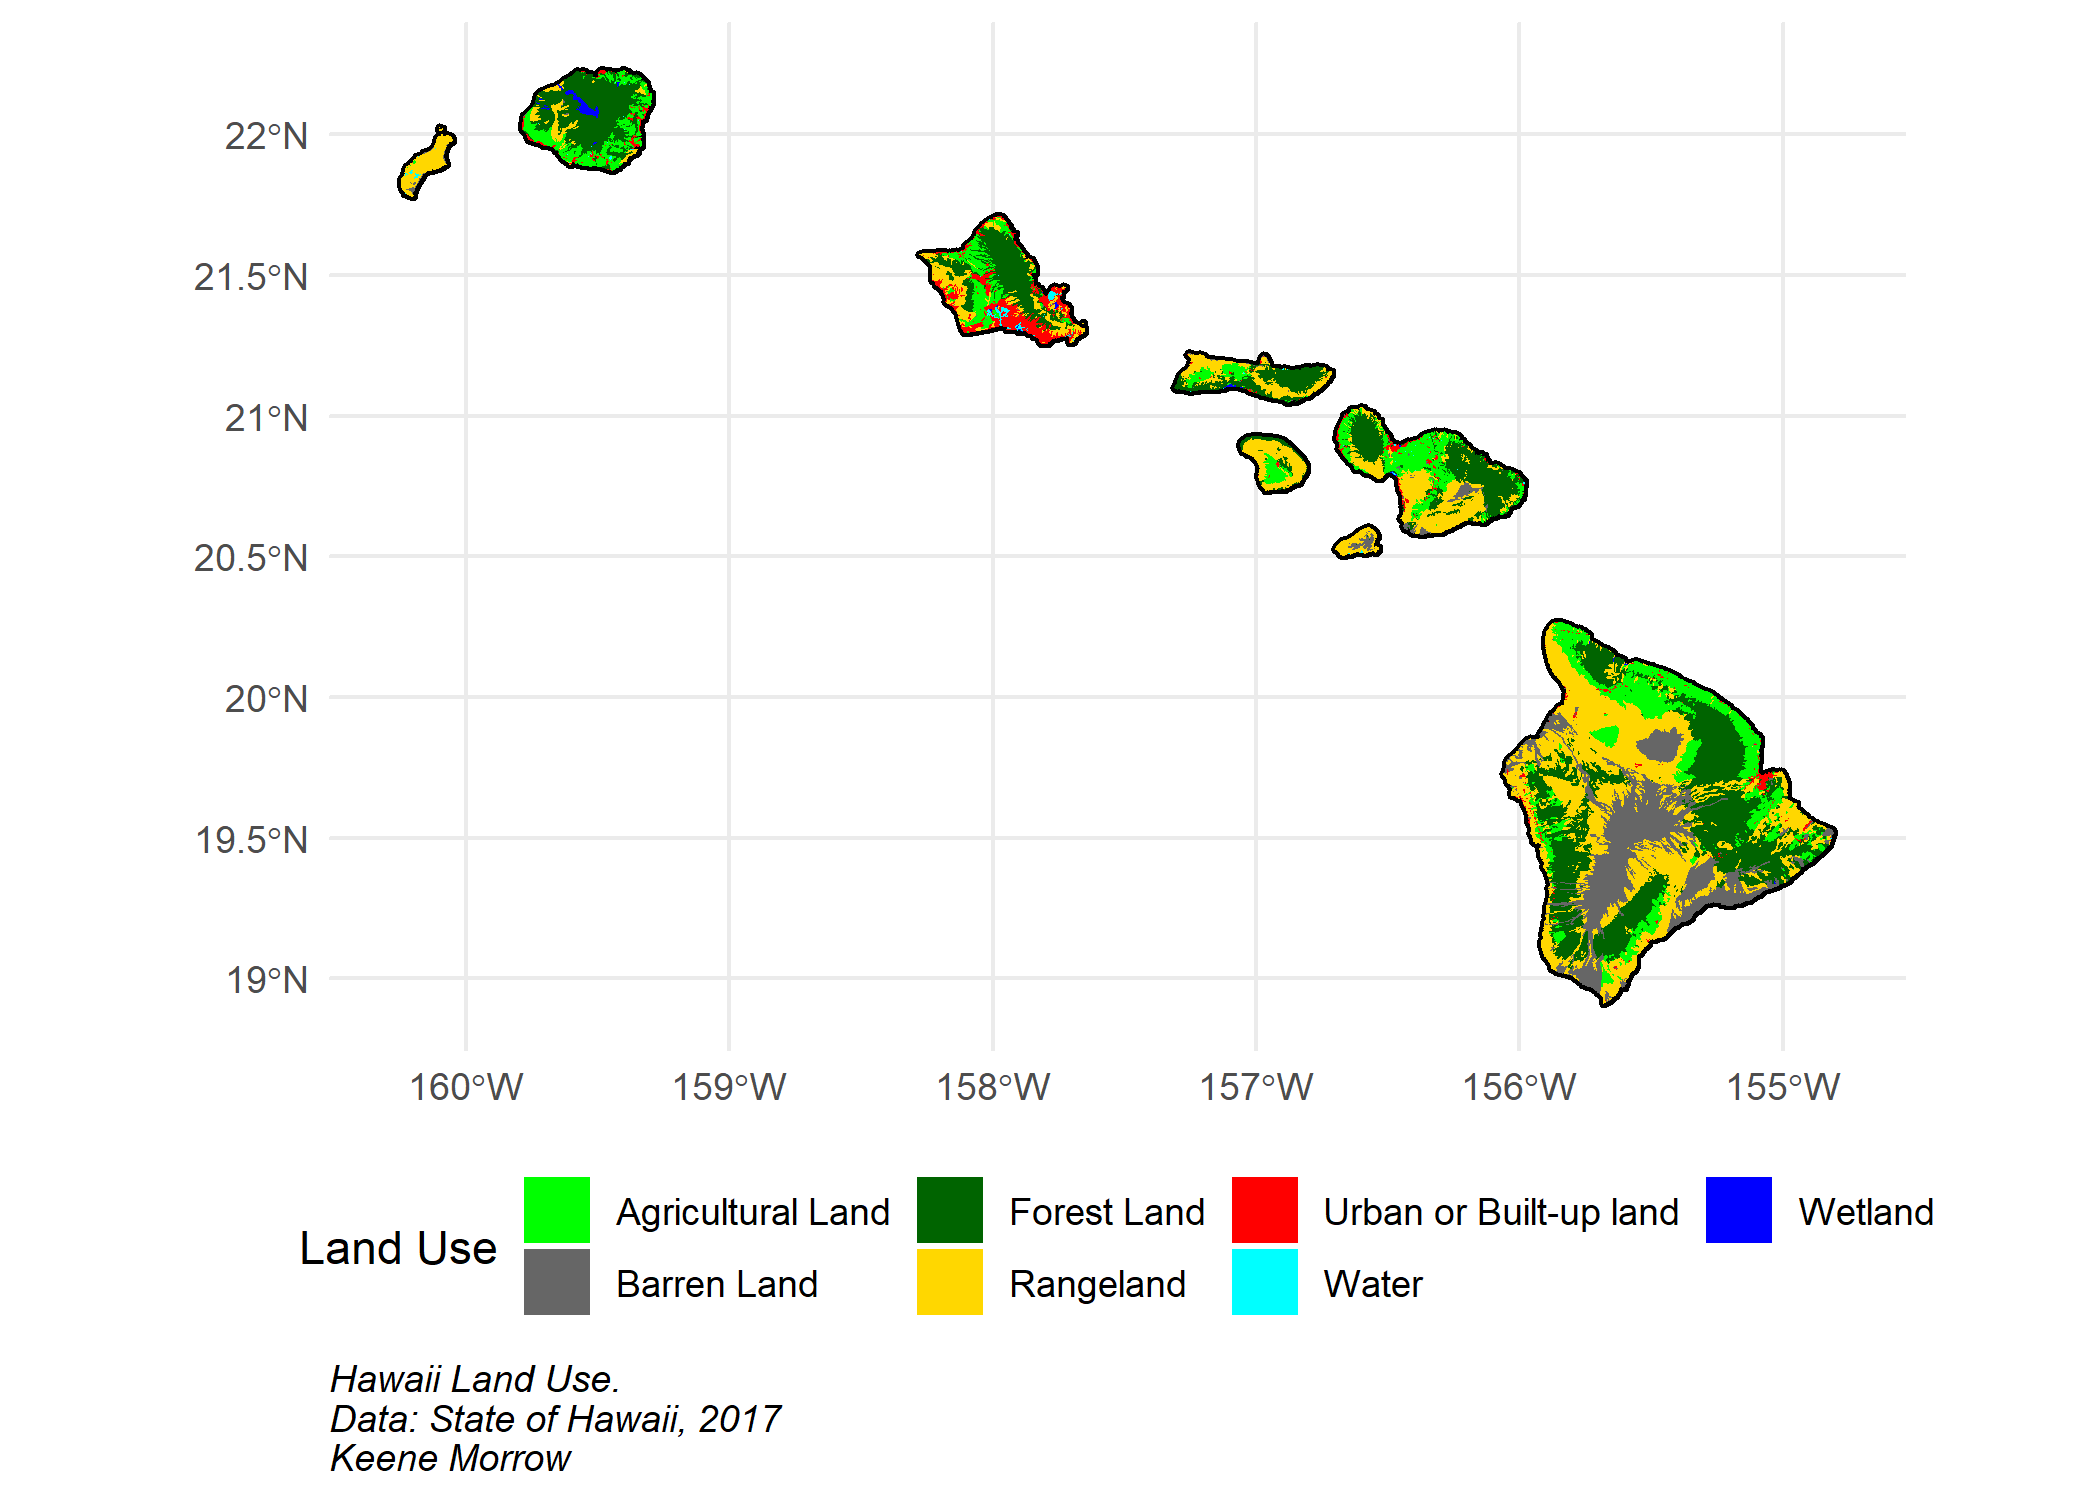 22°N
21.5°N
21°N
20.5°N
20°N
19.5°N
19°N
160°W 159°W 158°W 157°W 156°W 155°W
Land Use
Agricultural Land Forest Land Urban or Built-up land Wetland
Barren Land Rangeland Water
Hawaii Land Use.
Data: State of Hawaii, 2017
Keene Morrow